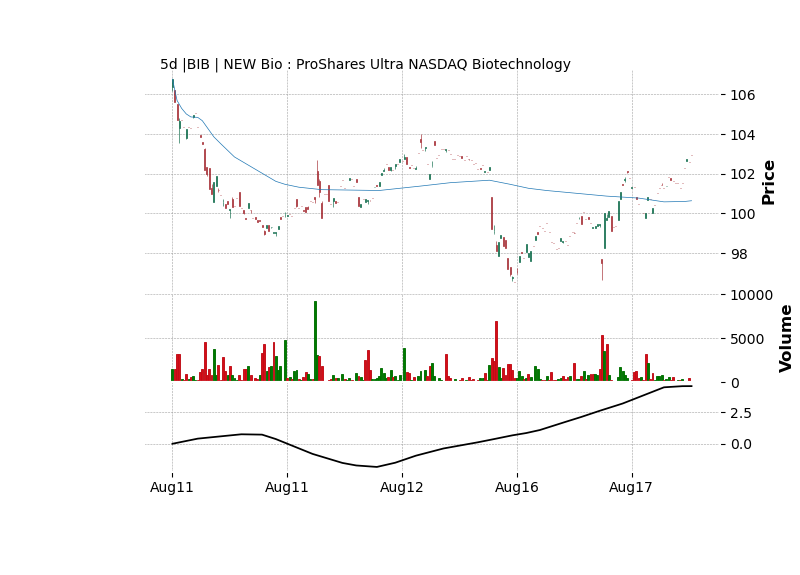 5d |BIB | NEW Bio : ProShares Ultra NASDAQ Biotechnology
106
104
102
100
98
Price
10000
5000
0
Volume
2.5
0.0
Aug11 Aug11 Aug12 Aug16 Aug17